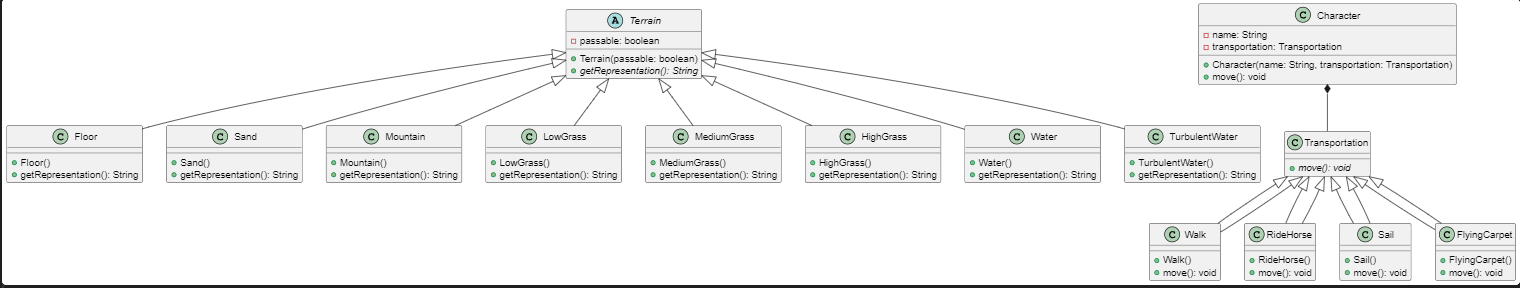 A Terrain
passable: boolean
Terrain(passable: boolean)
getRepresentation(): String
C Character
name: String
transportation: Transportation
Character(name: String, transportation: Transportation)
move(): void
C Floor
Floor()
getRepresentation(): String
C Sand
Sand()
getRepresentation(): String
C Mountain
Mountain()
getRepresentation(): String
C LowGrass
LowGrass()
getRepresentation(): String
C MediumGrass
MediumGrass()
getRepresentation(): String
C HighGrass
HighGrass()
getRepresentation(): String
C Water
Water()
getRepresentation(): String
C TurbulentWater
TurbulentWater()
getRepresentation(): String
C Transportation
move(): void
C Walk
Walk()
move(): void
C RideHorse
RideHorse()
move(): void
C Sail
Sail()
move(): void
C FlyingCarpet
FlyingCarpet()
move(): void